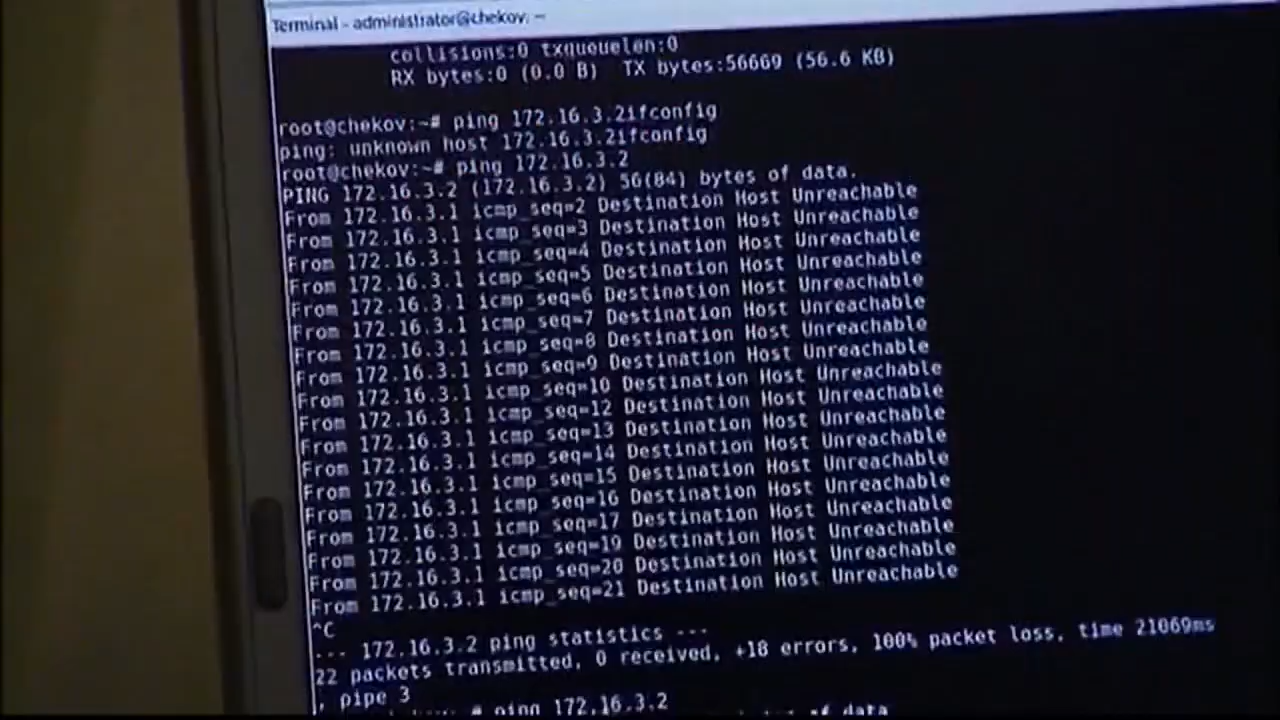 Terminal - administrator@chekov: ~
collisions:0 txqueuelen:0
RX bytes:0 (0.0 B)  TX bytes:56669 (56.6 KB)
root@chekov:~# ping 172.16.3.2ifconfig
ping: unknown host 172.16.3.2ifconfig
root@chekov:~# ping 172.16.3.2
PING 172.16.3.2 (172.16.3.2) 56(84) bytes of data.
From 172.16.3.1 icmp_seq=2 Destination Host Unreachable
From 172.16.3.1 icmp_seq=3 Destination Host Unreachable
From 172.16.3.1 icmp_seq=4 Destination Host Unreachable
From 172.16.3.1 icmp_seq=5 Destination Host Unreachable
From 172.16.3.1 icmp_seq=6 Destination Host Unreachable
From 172.16.3.1 icmp_seq=7 Destination Host Unreachable
From 172.16.3.1 icmp_seq=8 Destination Host Unreachable
From 172.16.3.1 icmp_seq=9 Destination Host Unreachable
From 172.16.3.1 icmp_seq=10 Destination Host Unreachable
From 172.16.3.1 icmp_seq=12 Destination Host Unreachable
From 172.16.3.1 icmp_seq=13 Destination Host Unreachable
From 172.16.3.1 icmp_seq=14 Destination Host Unreachable
From 172.16.3.1 icmp_seq=15 Destination Host Unreachable
From 172.16.3.1 icmp_seq=16 Destination Host Unreachable
From 172.16.3.1 icmp_seq=17 Destination Host Unreachable
From 172.16.3.1 icmp_seq=19 Destination Host Unreachable
From 172.16.3.1 icmp_seq=20 Destination Host Unreachable
From 172.16.3.1 icmp_seq=21 Destination Host Unreachable
^C
--- 172.16.3.2 ping statistics ---
22 packets transmitted, 0 received, +18 errors, 100% packet loss, time 21069ms
, pipe 3
# ping 172.16.3.2
of data